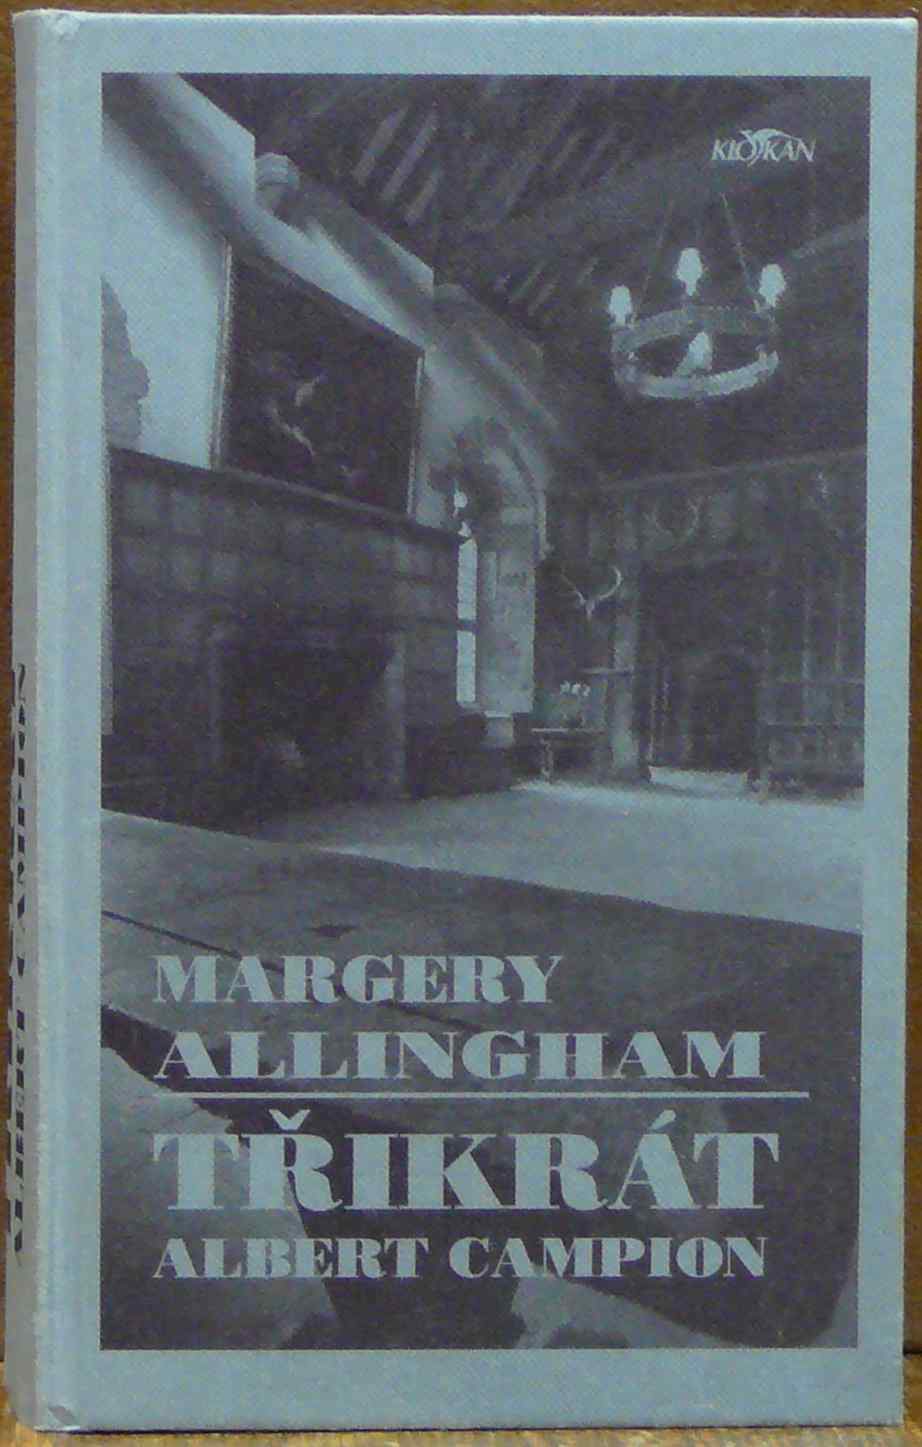 KLOKAN
MARGERY
ALLINGHAM
TŘIKRÁT
ALBERT CAMPION